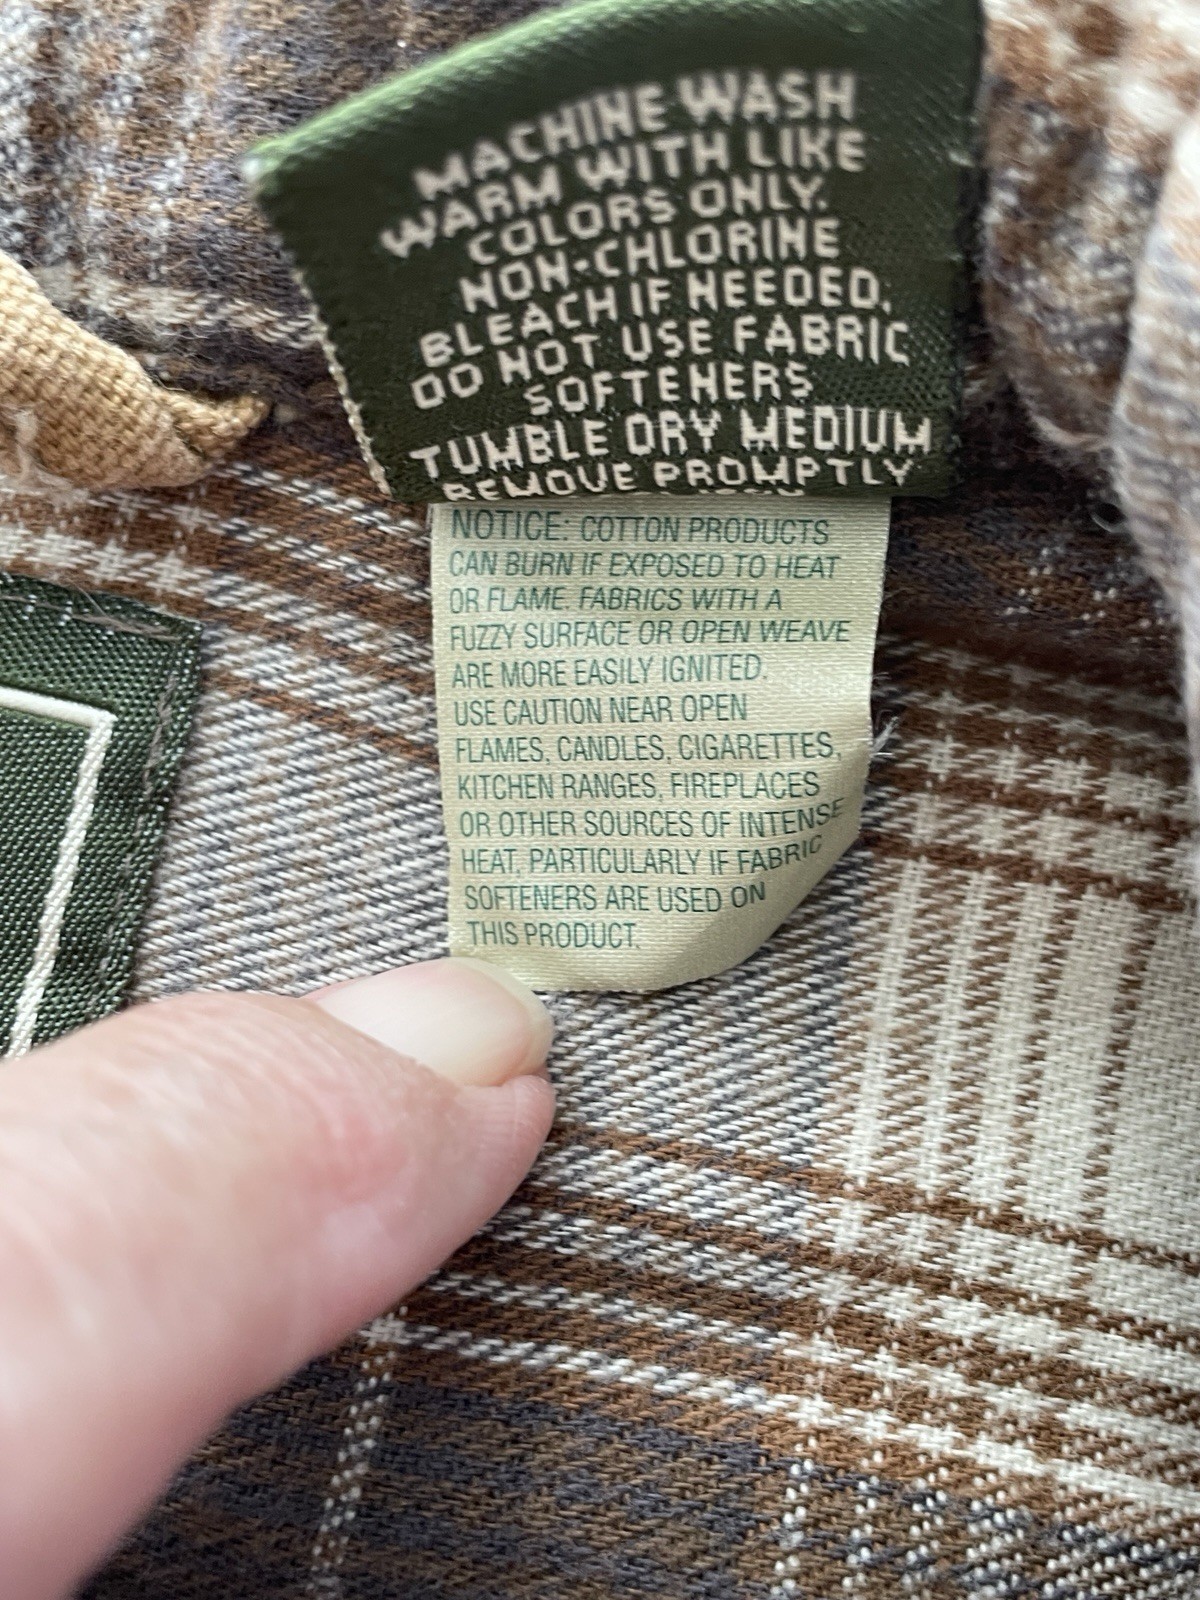 MACHINE WASH
WARM WITH LIKE
COLORS ONLY.
NON-CHLORINE
BLEACH IF NEEDED.
DO NOT USE FABRIC
SOFTENERS
TUMBLE DRY MEDIUM
REMOVE PROMPTLY
NOTICE: COTTON PRODUCTS
CAN BURN IF EXPOSED TO HEAT
OR FLAME. FABRICS WITH A
FUZZY SURFACE OR OPEN WEAVE
ARE MORE EASILY IGNITED.
USE CAUTION NEAR OPEN
FLAMES, CANDLES, CIGARETTES,
KITCHEN RANGES, FIREPLACES
OR OTHER SOURCES OF INTENSE
HEAT, PARTICULARLY IF FABRIC
SOFTENERS ARE USED ON
THIS PRODUCT.